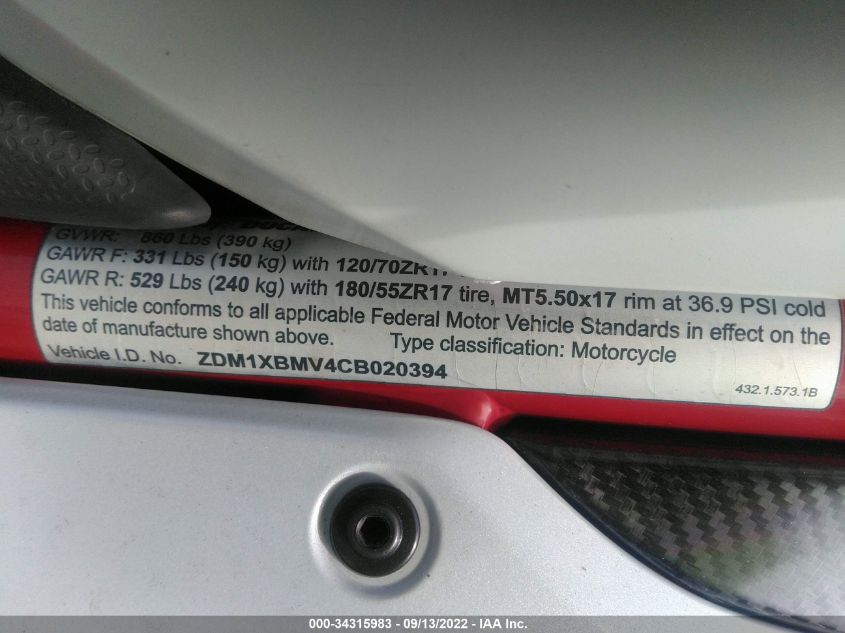 GVWR: 860 Lbs (390 kg)
GAWR F: 331 Lbs (150 kg) with 120/70ZR17
GAWR R: 529 Lbs (240 kg) with 180/55ZR17 tire, MT5.50x17 rim at 36.9 PSI cold
This vehicle conforms to all applicable Federal Motor Vehicle Standards in effect on the
date of manufacture shown above. Type classification: Motorcycle
Vehicle I.D. No. ZDM1XBMV4CB020394
432.1.573.1B
000-34315983 / 09/13/2022 - IAA Inc.